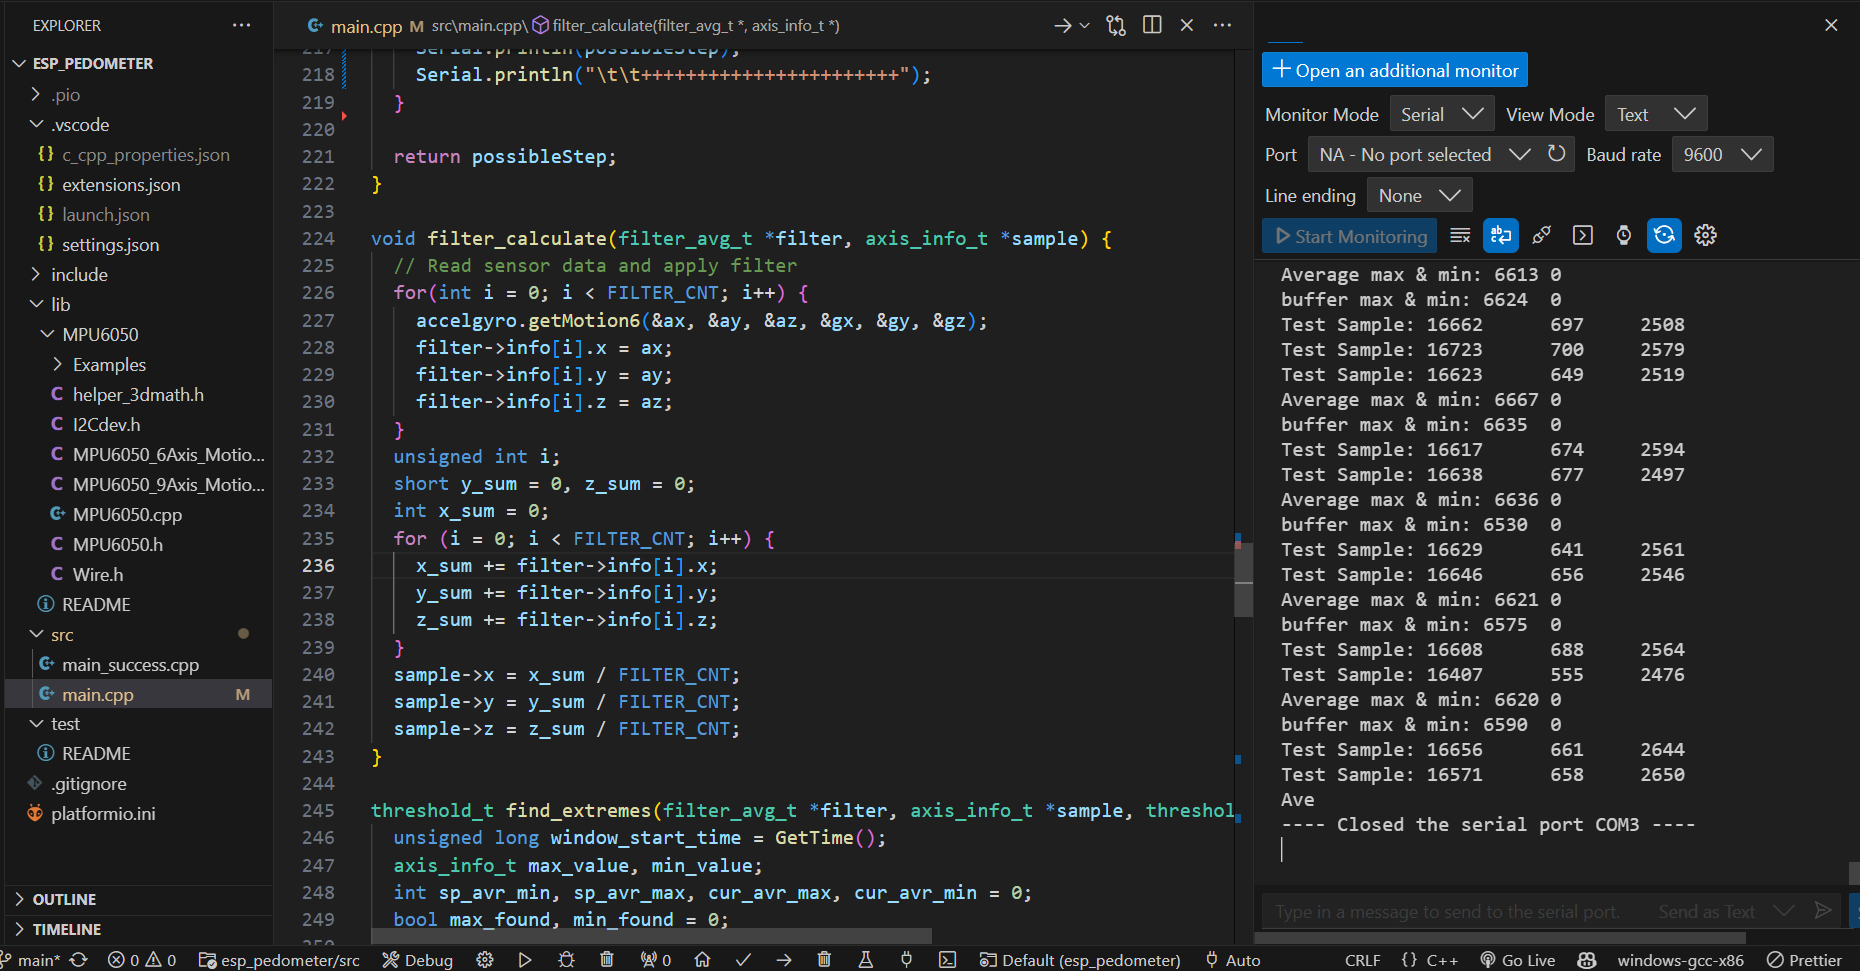 EXPLORER
ESP_PEDOMETER
.pio
.vscode
{} c_cpp_properties.json
{} extensions.json
{} launch.json
{} settings.json
include
lib
MPU6050
Examples
C helper_3dmath.h
C I2Cdev.h
C MPU6050_6Axis_Motio...
C MPU6050_9Axis_Motio...
MPU6050.cpp
C MPU6050.h
C Wire.h
README
src
main_success.cpp
main.cpp M
test
README
.gitignore
platformio.ini
OUTLINE
TIMELINE
main.cpp M src\main.cpp\ filter_calculate(filter_avg_t *, axis_info_t *)
217 Serial.println(possibleStep);
218 Serial.println("\t\t+++++++++++++++++++++++");
219 }
220
221 return possibleStep;
222 }
223
224 void filter_calculate(filter_avg_t *filter, axis_info_t *sample) {
225 // Read sensor data and apply filter
226 for(int i = 0; i < FILTER_CNT; i++) {
227 accelgyro.getMotion6(&ax, &ay, &az, &gx, &gy, &gz);
228 filter->info[i].x = ax;
229 filter->info[i].y = ay;
230 filter->info[i].z = az;
231 }
232 unsigned int i;
233 short y_sum = 0, z_sum = 0;
234 int x_sum = 0;
235 for (i = 0; i < FILTER_CNT; i++) {
236 x_sum += filter->info[i].x;
237 y_sum += filter->info[i].y;
238 z_sum += filter->info[i].z;
239 }
240 sample->x = x_sum / FILTER_CNT;
241 sample->y = y_sum / FILTER_CNT;
242 sample->z = z_sum / FILTER_CNT;
243 }
244
245 threshold_t find_extremes(filter_avg_t *filter, axis_info_t *sample, threshol
246 unsigned long window_start_time = GetTime();
247 axis_info_t max_value, min_value;
248 int sp_avr_min, sp_avr_max, cur_avr_max, cur_avr_min = 0;
249 bool max_found, min_found = 0;
250
Open an additional monitor
Monitor Mode Serial View Mode Text
Port NA - No port selected Baud rate 9600
Line ending None
Start Monitoring
Average max & min: 6613 0
buffer max & min: 6624 0
Test Sample: 16662 697 2508
Test Sample: 16723 700 2579
Test Sample: 16623 649 2519
Average max & min: 6667 0
buffer max & min: 6635 0
Test Sample: 16617 674 2594
Test Sample: 16638 677 2497
Average max & min: 6636 0
buffer max & min: 6530 0
Test Sample: 16629 641 2561
Test Sample: 16646 656 2546
Average max & min: 6621 0
buffer max & min: 6575 0
Test Sample: 16608 688 2564
Test Sample: 16407 555 2476
Average max & min: 6620 0
buffer max & min: 6590 0
Test Sample: 16656 661 2644
Test Sample: 16571 658 2650
Ave
---- Closed the serial port COM3 ----
Type in a message to send to the serial port. Send as Text
main* 0 0 esp_pedometer/src Debug 0 Default (esp_pedometer) Auto CRLF {} C++ Go Live windows-gcc-x86 Prettier